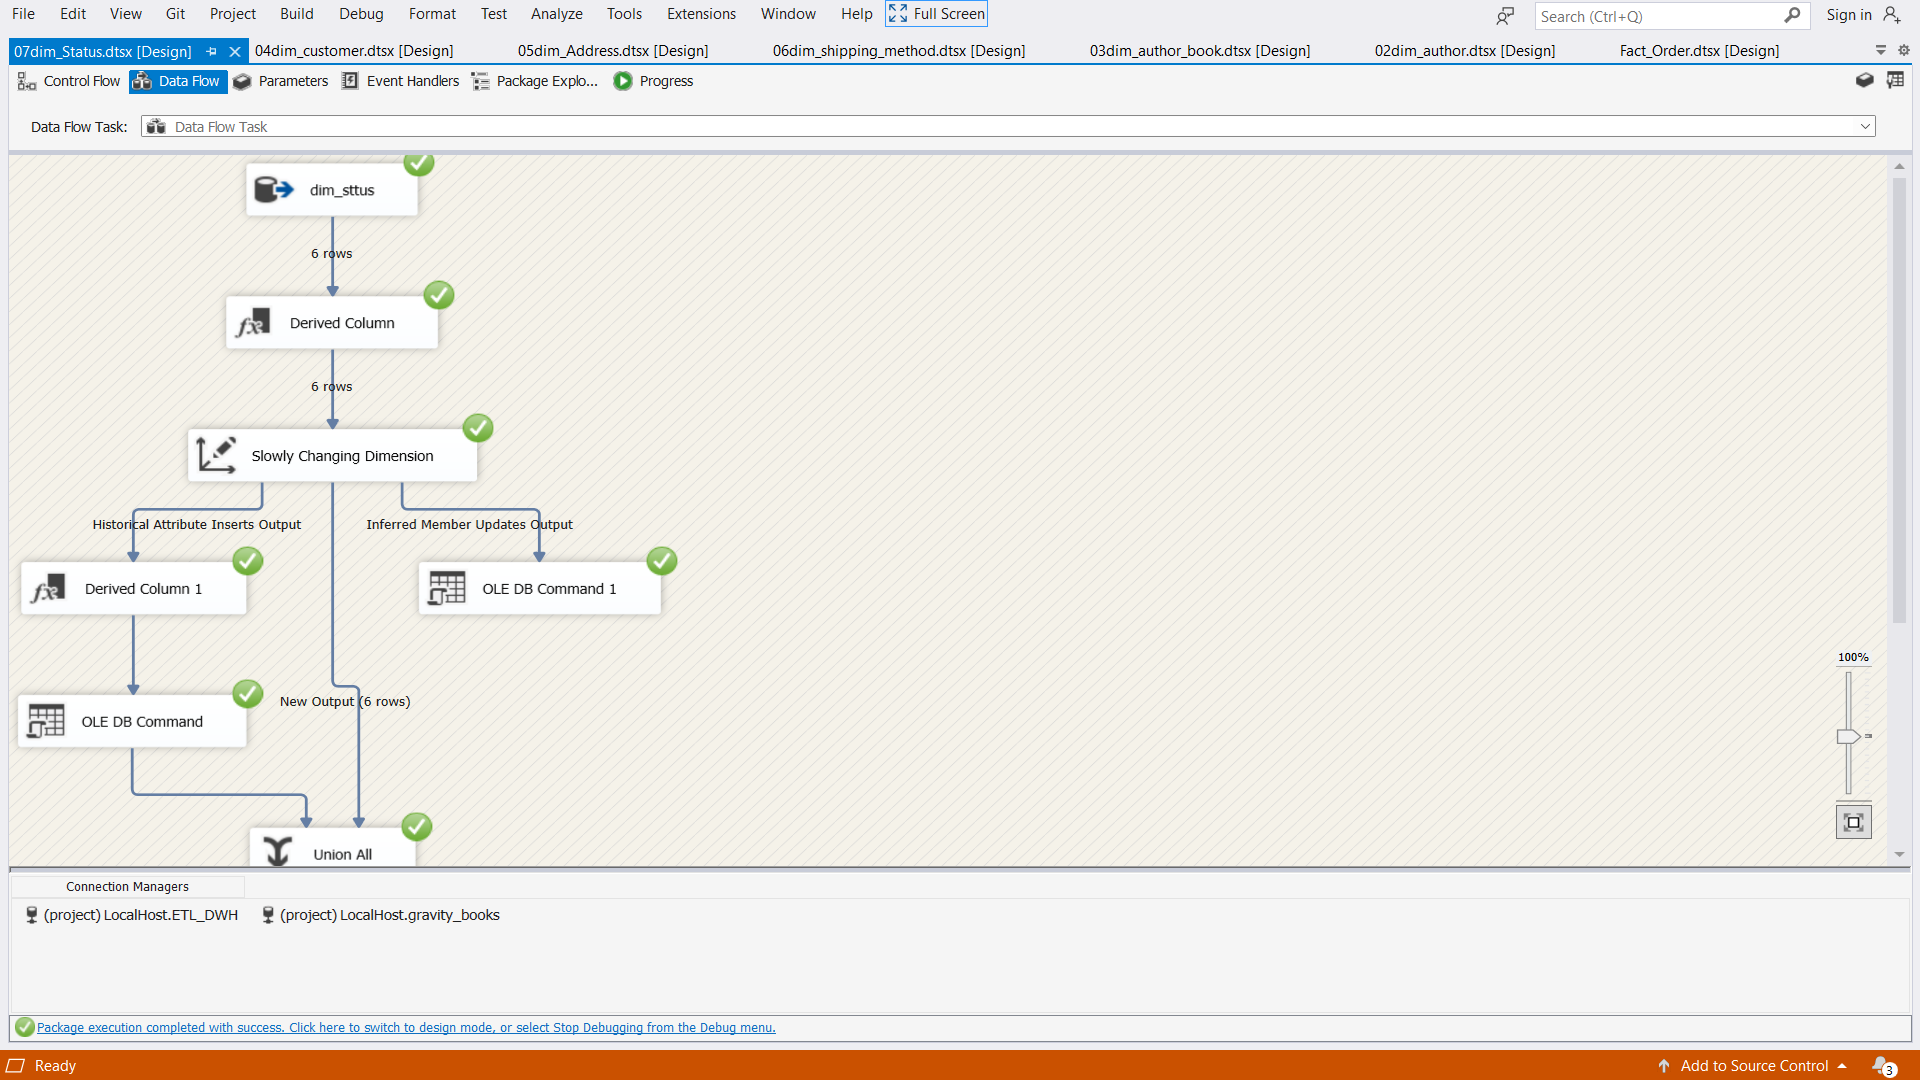 File Edit View Git Project Build Debug Format Test Analyze Tools Extensions Window Help Full Screen Search (Ctrl+Q) Sign in
07dim_Status.dtsx [Design] 04dim_customer.dtsx [Design] 05dim_Address.dtsx [Design] 06dim_shipping_method.dtsx [Design] 03dim_author_book.dtsx [Design] 02dim_author.dtsx [Design] Fact_Order.dtsx [Design]
Control Flow Data Flow Parameters Event Handlers Package Explo... Progress
Data Flow Task: Data Flow Task
dim_sttus
6 rows
fx Derived Column
6 rows
Slowly Changing Dimension
Historical Attribute Inserts Output Inferred Member Updates Output
fx Derived Column 1 OLE DB Command 1
100%
New Output (6 rows)
OLE DB Command
Union All
Connection Managers
(project) LocalHost.ETL_DWH (project) LocalHost.gravity_books
Package execution completed with success. Click here to switch to design mode, or select Stop Debugging from the Debug menu.
Ready Add to Source Control 3